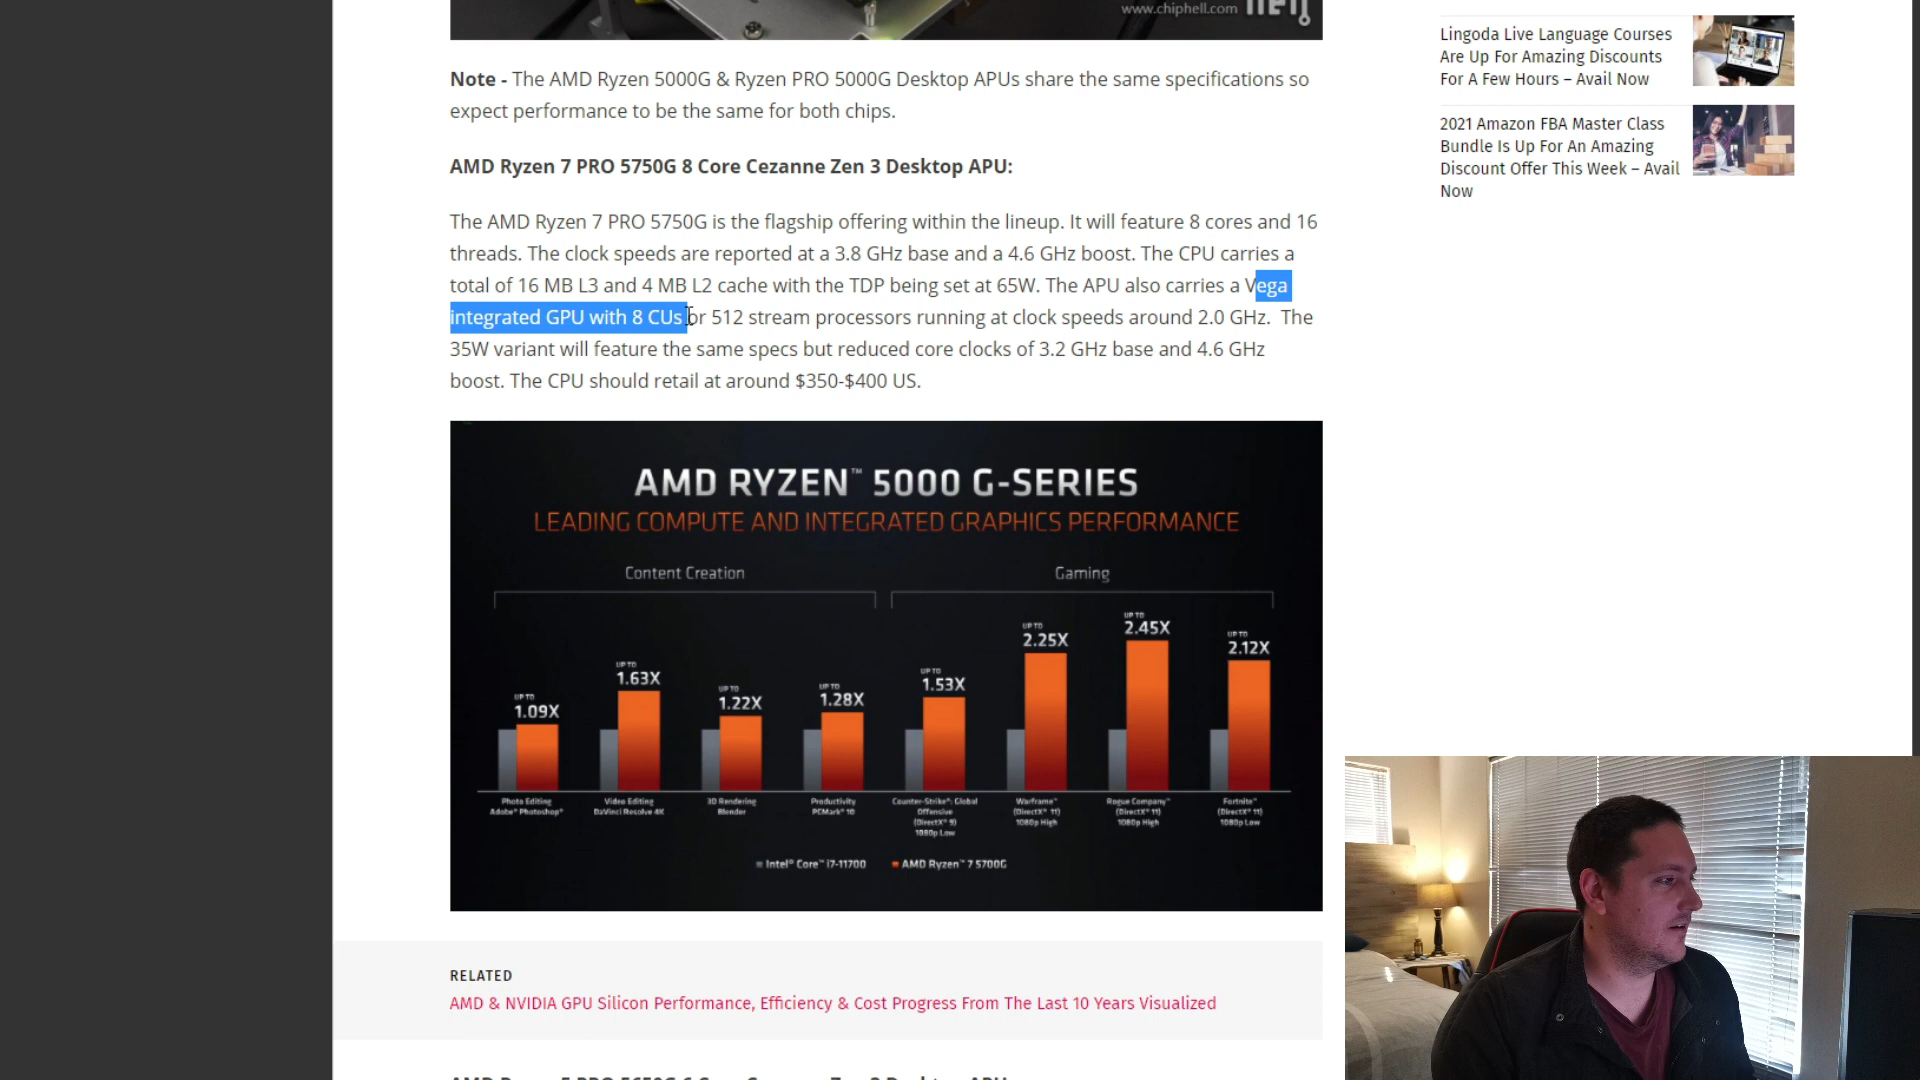 www.chiphell.com
Lingoda Live Language Courses
Are Up For Amazing Discounts
For A Few Hours – Avail Now
2021 Amazon FBA Master Class
Bundle Is Up For An Amazing
Discount Offer This Week – Avail
Now
Note - The AMD Ryzen 5000G & Ryzen PRO 5000G Desktop APUs share the same specifications so
expect performance to be the same for both chips.
AMD Ryzen 7 PRO 5750G 8 Core Cezanne Zen 3 Desktop APU:
The AMD Ryzen 7 PRO 5750G is the flagship offering within the lineup. It will feature 8 cores and 16
threads. The clock speeds are reported at a 3.8 GHz base and a 4.6 GHz boost. The CPU carries a
total of 16 MB L3 and 4 MB L2 cache with the TDP being set at 65W. The APU also carries a Vega
integrated GPU with 8 CUs or 512 stream processors running at clock speeds around 2.0 GHz. The
35W variant will feature the same specs but reduced core clocks of 3.2 GHz base and 4.6 GHz
boost. The CPU should retail at around $350-$400 US.
AMD RYZEN™ 5000 G-SERIES
LEADING COMPUTE AND INTEGRATED GRAPHICS PERFORMANCE
Content Creation
Gaming
UP TO
1.09X
UP TO
1.63X
UP TO
1.22X
UP TO
1.28X
UP TO
1.53X
UP TO
2.25X
UP TO
2.45X
UP TO
2.12X
Photo Editing
Adobe® Photoshop®
Video Editing
DaVinci Resolve 4K
3D Rendering
Blender
Productivity
PCMark® 10
Counter-Strike®: Global
Offensive
(DirectX® 9)
1080p Low
Warframe™
(DirectX® 11)
1080p High
Rogue Company™
(DirectX® 11)
1080p High
Fortnite™
(DirectX® 11)
1080p Low
Intel® Core™ i7-11700
AMD Ryzen™ 7 5700G
RELATED
AMD & NVIDIA GPU Silicon Performance, Efficiency & Cost Progress From The Last 10 Years Visualized